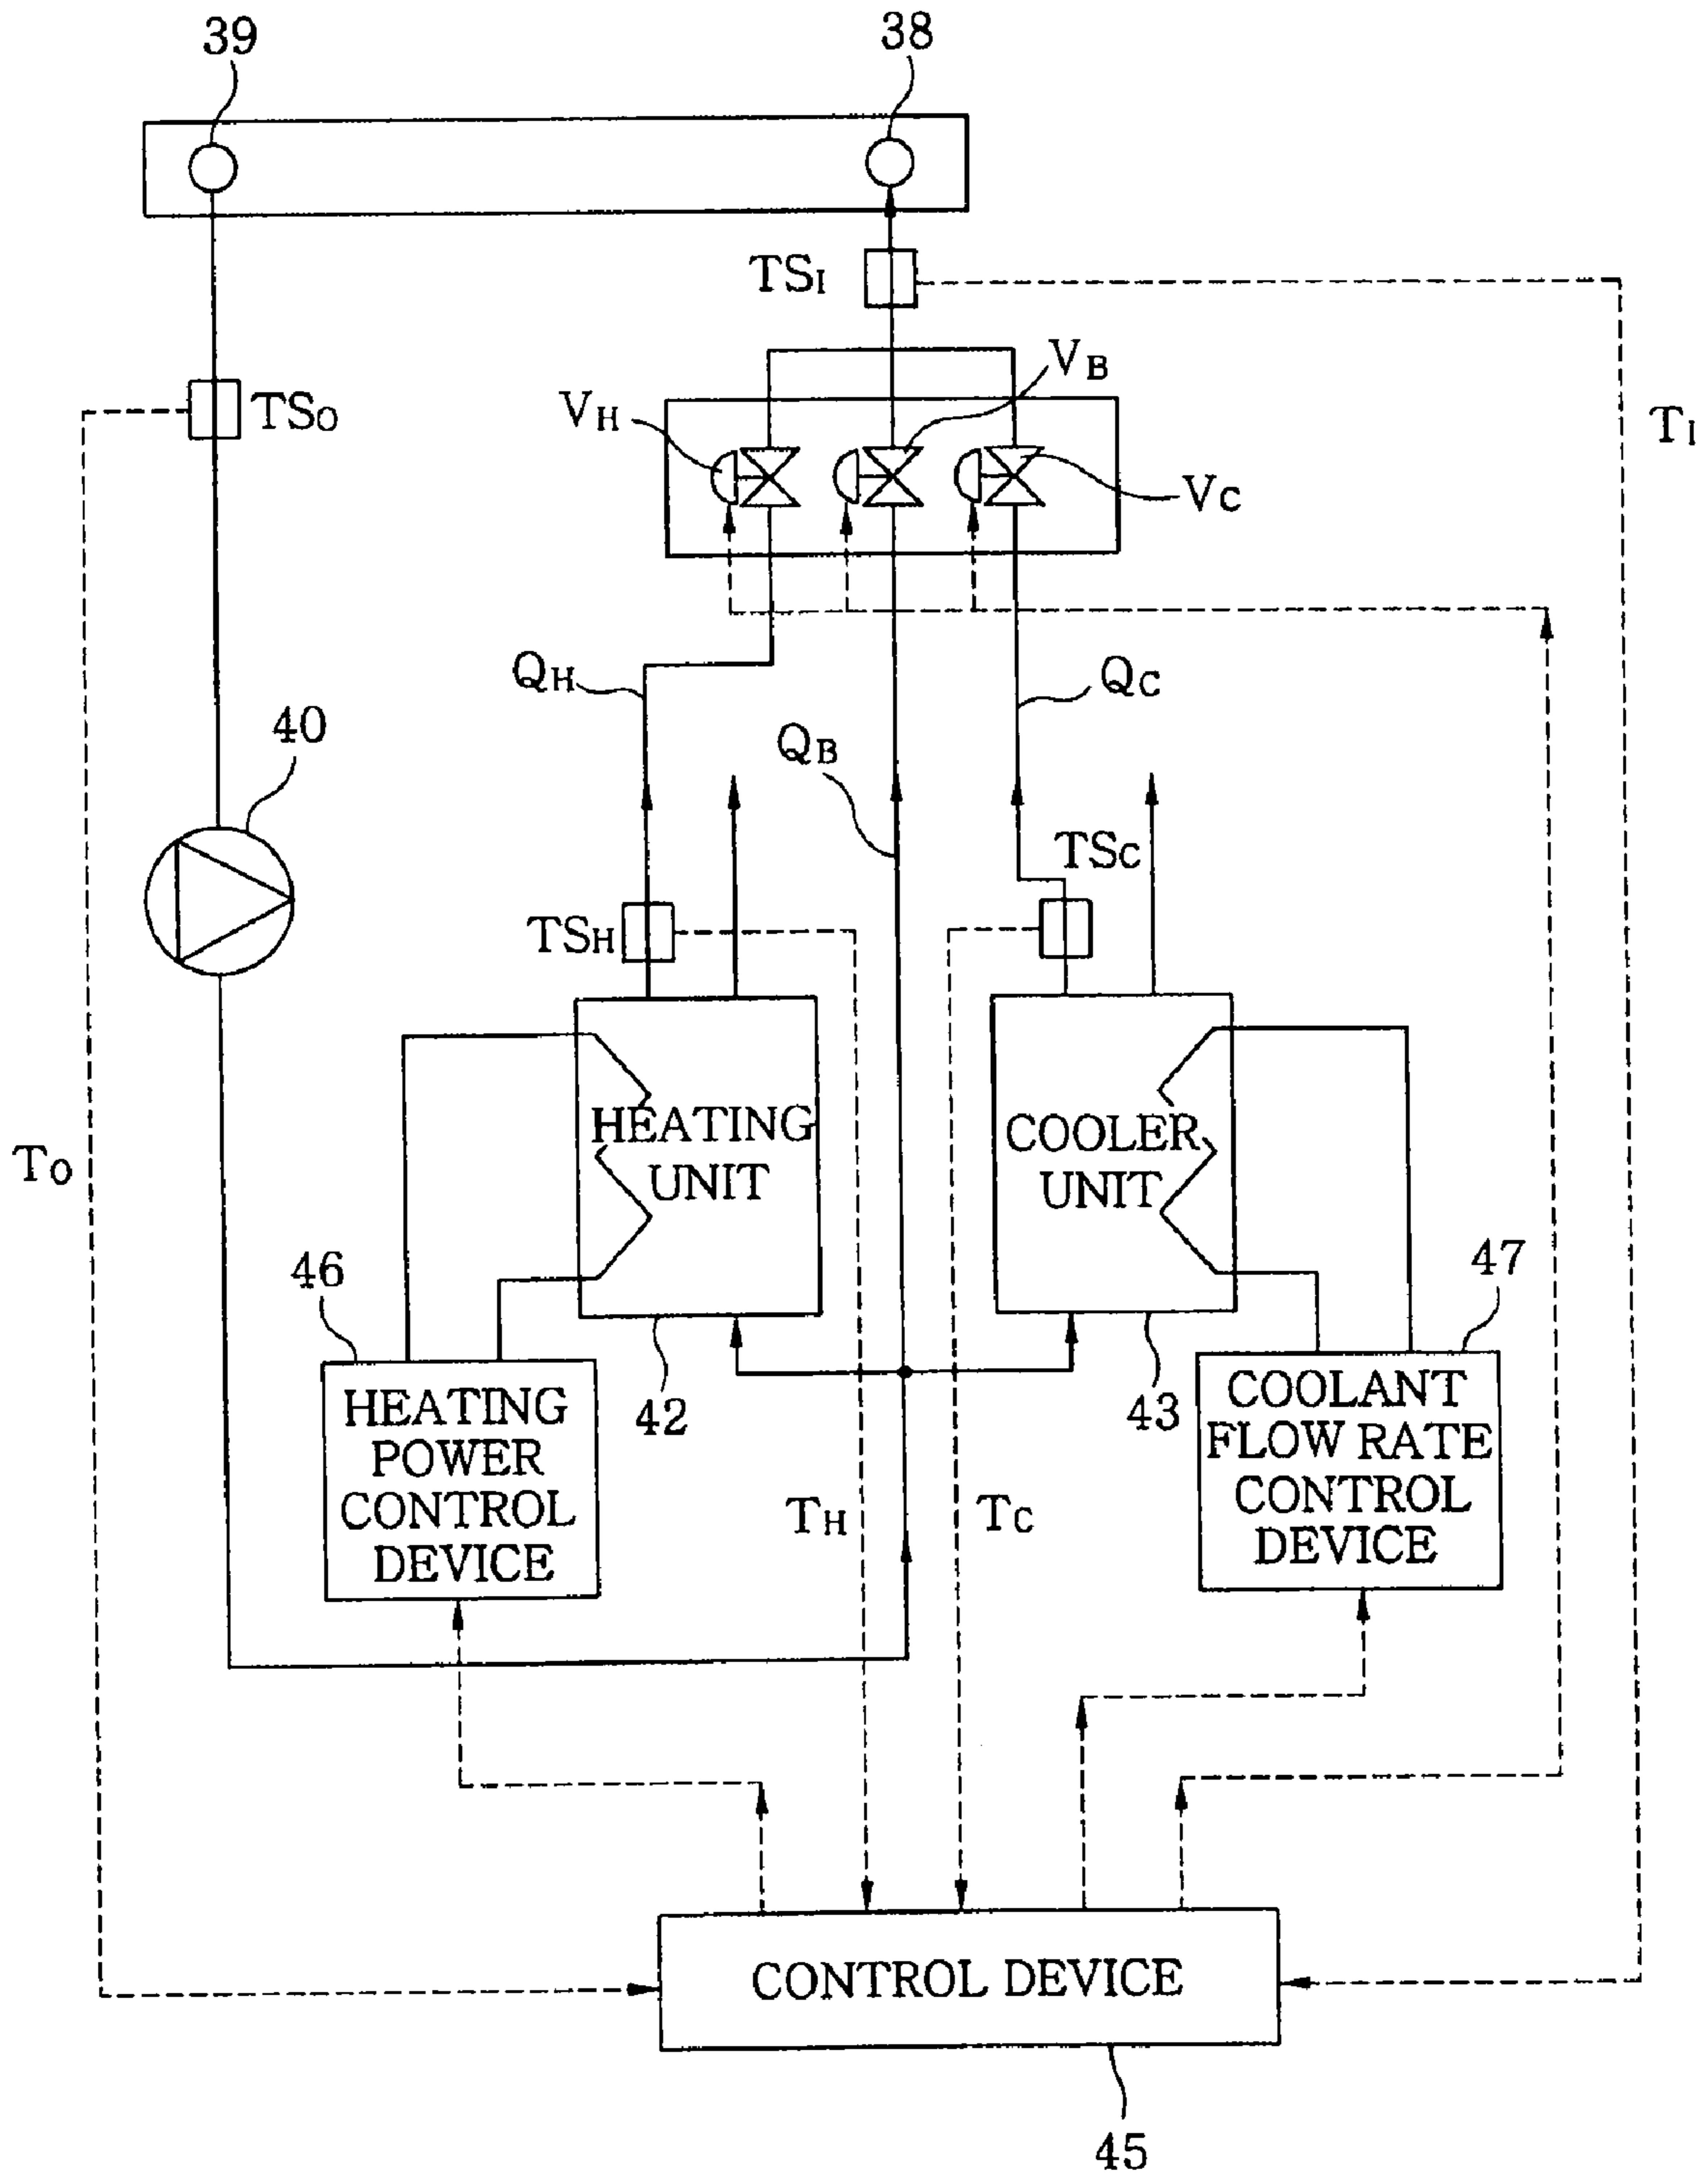 39
38
TSI
VB
VH
TSO
TI
VC
QH
QC
40
QB
TSC
TSH
HEATING
UNIT
COOLER
UNIT
TO
46
47
42
43
HEATING
POWER
CONTROL
DEVICE
COOLANT
FLOW RATE
CONTROL
DEVICE
TH
TC
CONTROL DEVICE
45